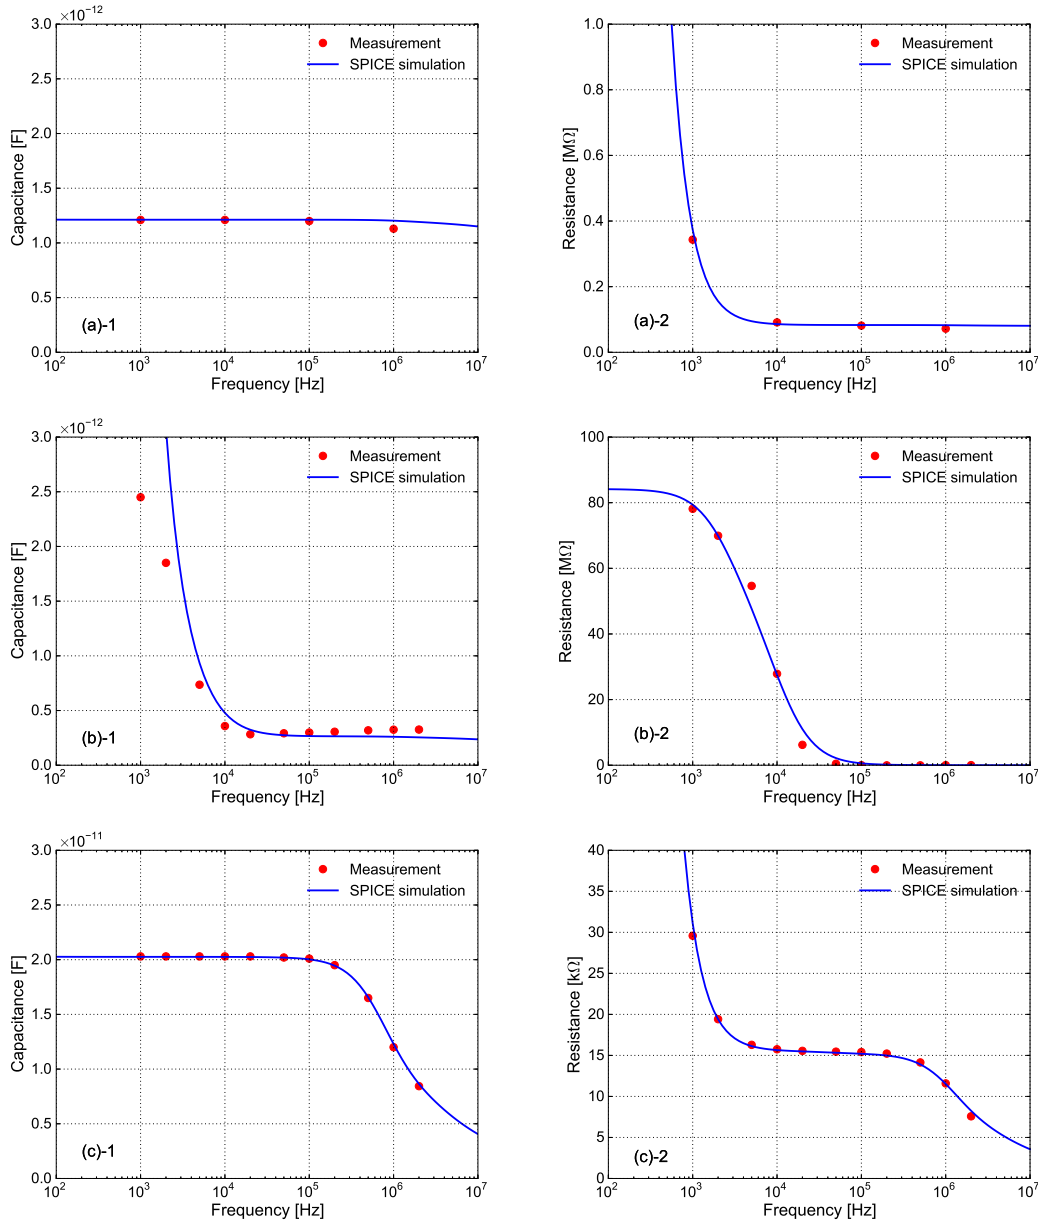 ×10⁻¹²
3.0
2.5
2.0
1.5
1.0
0.5
0.0
Capacitance [F]
Measurement
SPICE simulation
(a)-1
10² 10³ 10⁴ 10⁵ 10⁶ 10⁷
Frequency [Hz]
1.0
0.8
0.6
0.4
0.2
0.0
Resistance [MΩ]
Measurement
SPICE simulation
(a)-2
10² 10³ 10⁴ 10⁵ 10⁶ 10⁷
Frequency [Hz]
×10⁻¹²
3.0
2.5
2.0
1.5
1.0
0.5
0.0
Capacitance [F]
Measurement
SPICE simulation
(b)-1
10² 10³ 10⁴ 10⁵ 10⁶ 10⁷
Frequency [Hz]
100
80
60
40
20
0
Resistance [MΩ]
Measurement
SPICE simulation
(b)-2
10² 10³ 10⁴ 10⁵ 10⁶ 10⁷
Frequency [Hz]
×10⁻¹¹
3.0
2.5
2.0
1.5
1.0
0.5
0.0
Capacitance [F]
Measurement
SPICE simulation
(c)-1
10² 10³ 10⁴ 10⁵ 10⁶ 10⁷
Frequency [Hz]
40
35
30
25
20
15
10
5
0
Resistance [kΩ]
Measurement
SPICE simulation
(c)-2
10² 10³ 10⁴ 10⁵ 10⁶ 10⁷
Frequency [Hz]